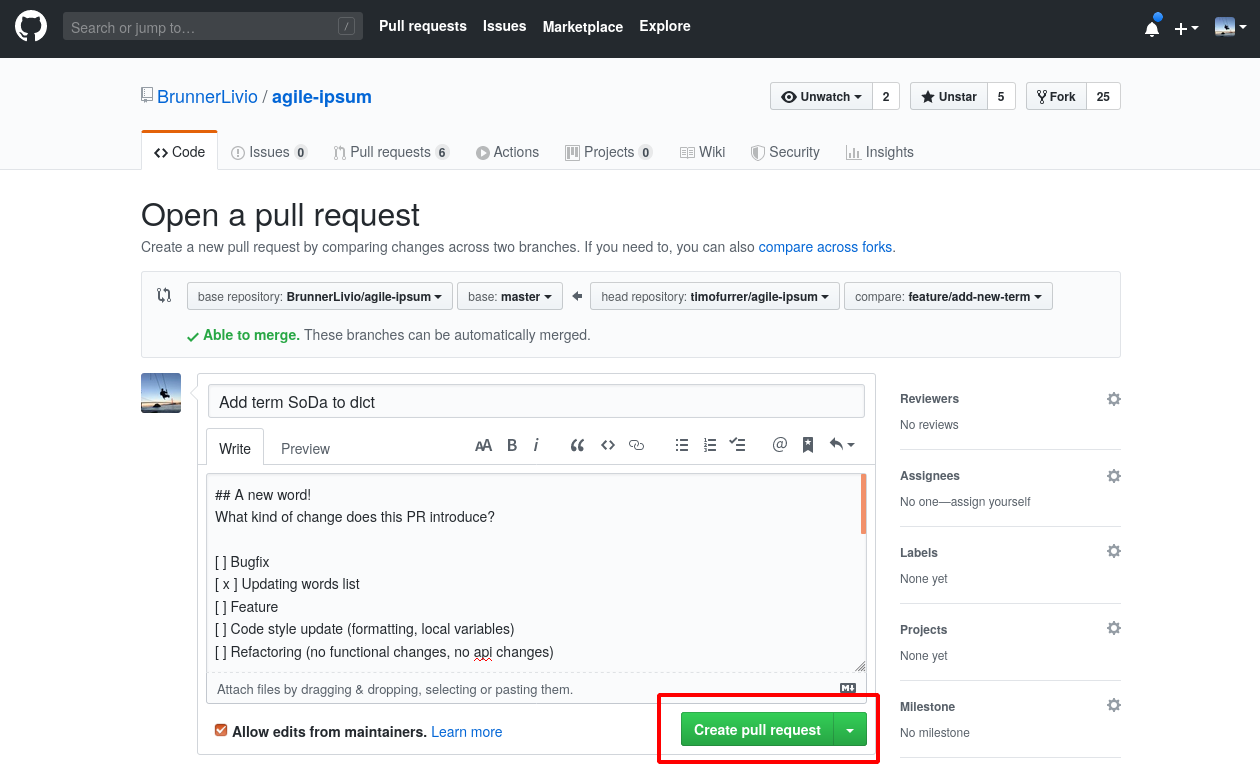 Search or jump to… /
Pull requests Issues Marketplace Explore
BrunnerLivio / agile-ipsum
Unwatch 2 Unstar 5 Fork 25
Code Issues 0 Pull requests 6 Actions Projects 0 Wiki Security Insights
Open a pull request
Create a new pull request by comparing changes across two branches. If you need to, you can also compare across forks.
base repository: BrunnerLivio/agile-ipsum base: master head repository: timofurrer/agile-ipsum compare: feature/add-new-term
Able to merge. These branches can be automatically merged.
Add term SoDa to dict
Write Preview AA B i @
## A new word!
What kind of change does this PR introduce?
[ ] Bugfix
[ x ] Updating words list
[ ] Feature
[ ] Code style update (formatting, local variables)
[ ] Refactoring (no functional changes, no api changes)
Attach files by dragging & dropping, selecting or pasting them. M
Allow edits from maintainers. Learn more
Create pull request
Reviewers
No reviews
Assignees
No one—assign yourself
Labels
None yet
Projects
None yet
Milestone
No milestone